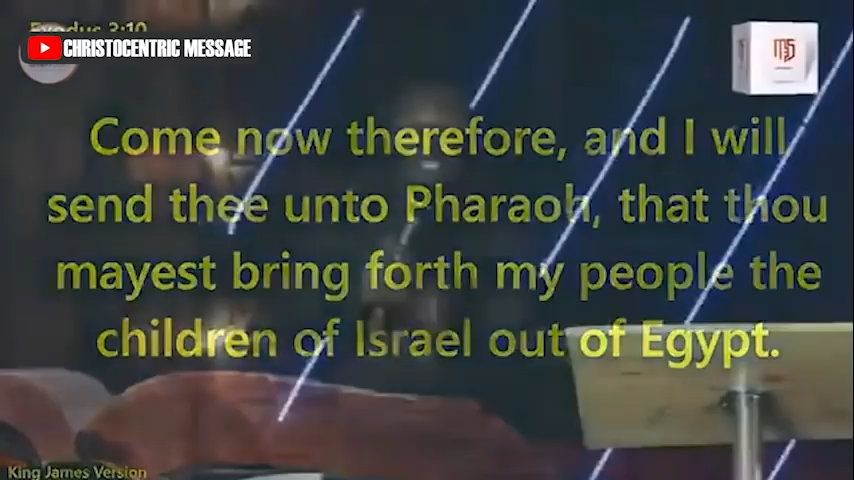 Exodus 3:10
CHRISTOCENTRIC MESSAGE
Come now therefore, and I will
send thee unto Pharaoh, that thou
mayest bring forth my people the
children of Israel out of Egypt.
King James Version